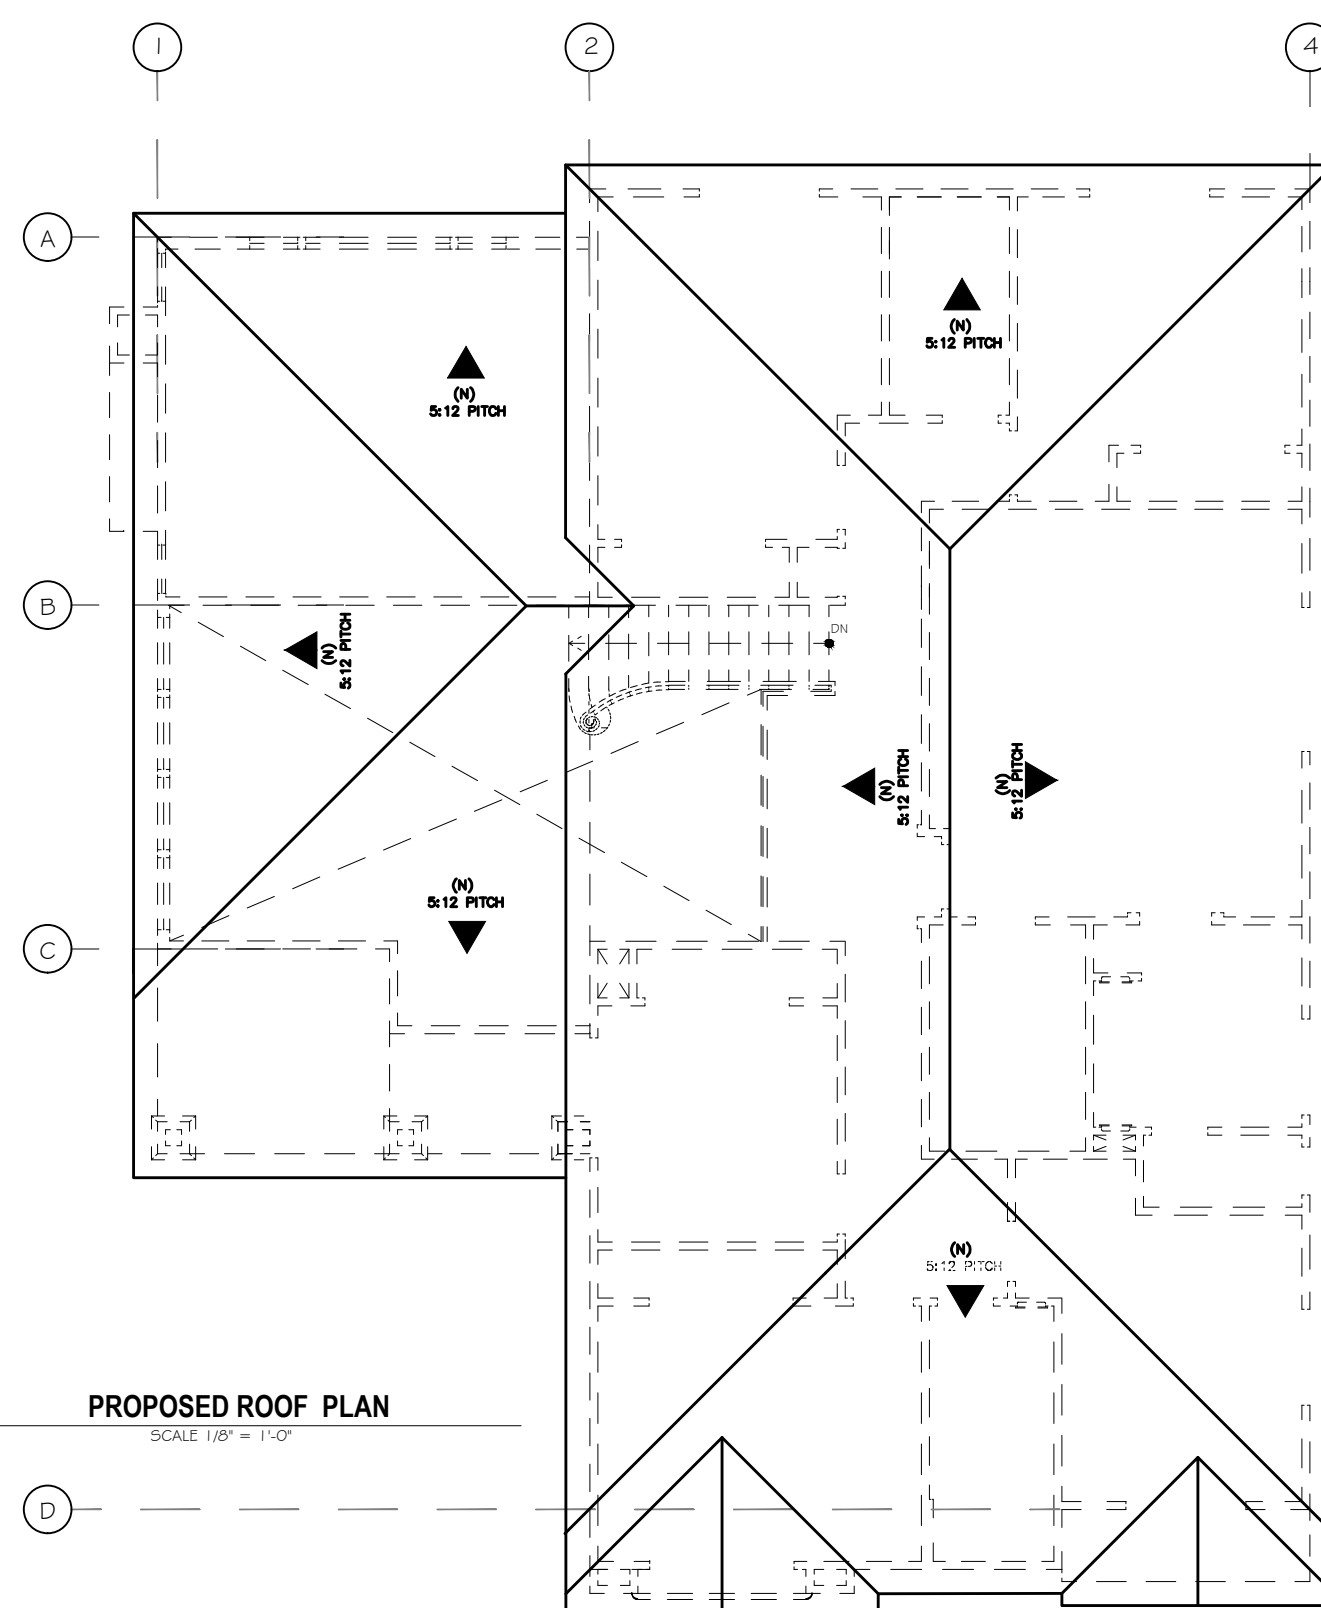 1
2
4
A
(N)
5:12 PITCH
(N)
5:12 PITCH
B
(N)
5:12 PITCH
DN
(N)
5:12 PITCH
(N)
5:12 PITCH
(N)
5:12 PITCH
C
(N)
5:12 PITCH
PROPOSED ROOF PLAN
SCALE 1/8" = 1'-0"
D